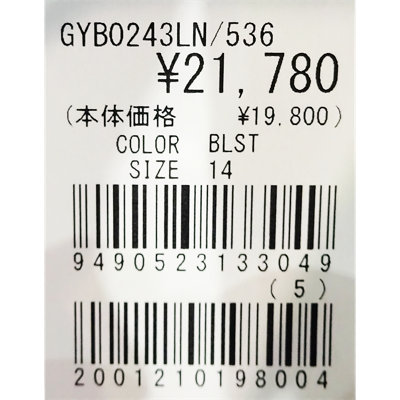 GYB0243LN/536
¥21,780
(本体価格 ¥19.800)
COLOR BLST
SIZE 14
9490523133049
(5)
2001210198004